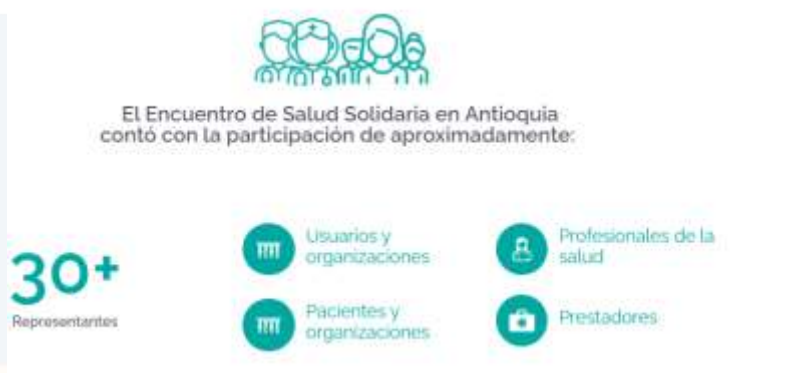 El Encuentro de Salud Solidaria en Antioquia
contó con la participación de aproximadamente:
30+
Representantes
Usuarios y
organizaciones
Pacientes y
organizaciones
Profesionales de la
salud
Prestadores